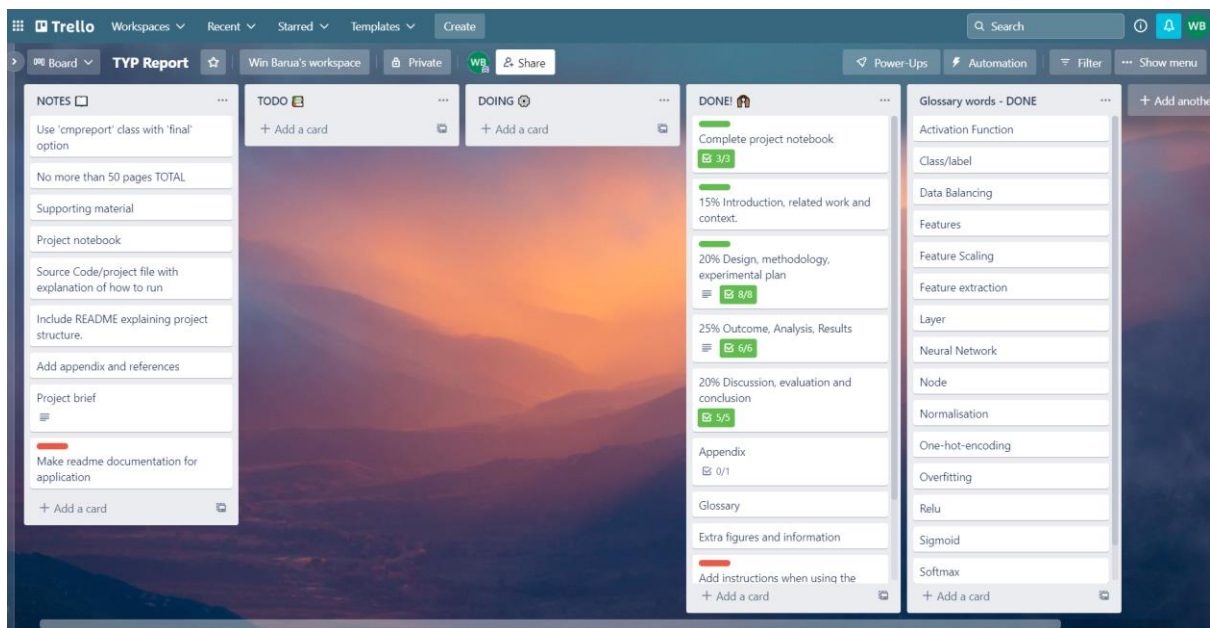 Trello Workspaces Recent Starred Templates Create Search WB
Board TYP Report Win Barua's workspace Private WB Share Power-Ups Automation Filter Show menu
NOTES
Use 'cmpreport' class with 'final'
option
No more than 50 pages TOTAL
Supporting material
Project notebook
Source Code/project file with
explanation of how to run
Include README explaining project
structure.
Add appendix and references
Project brief
Make readme documentation for
application
+ Add a card
TODO
+ Add a card
DOING
+ Add a card
DONE!
Complete project notebook
3/3
15% Introduction, related work and
context.
20% Design, methodology,
experimental plan
8/8
25% Outcome, Analysis, Results
6/6
20% Discussion, evaluation and
conclusion
5/5
Appendix
0/1
Glossary
Extra figures and information
Add instructions when using the
+ Add a card
Glossary words - DONE
Activation Function
Class/label
Data Balancing
Features
Feature Scaling
Feature extraction
Layer
Neural Network
Node
Normalisation
One-hot-encoding
Overfitting
Relu
Sigmoid
Softmax
+ Add a card
+ Add anothe